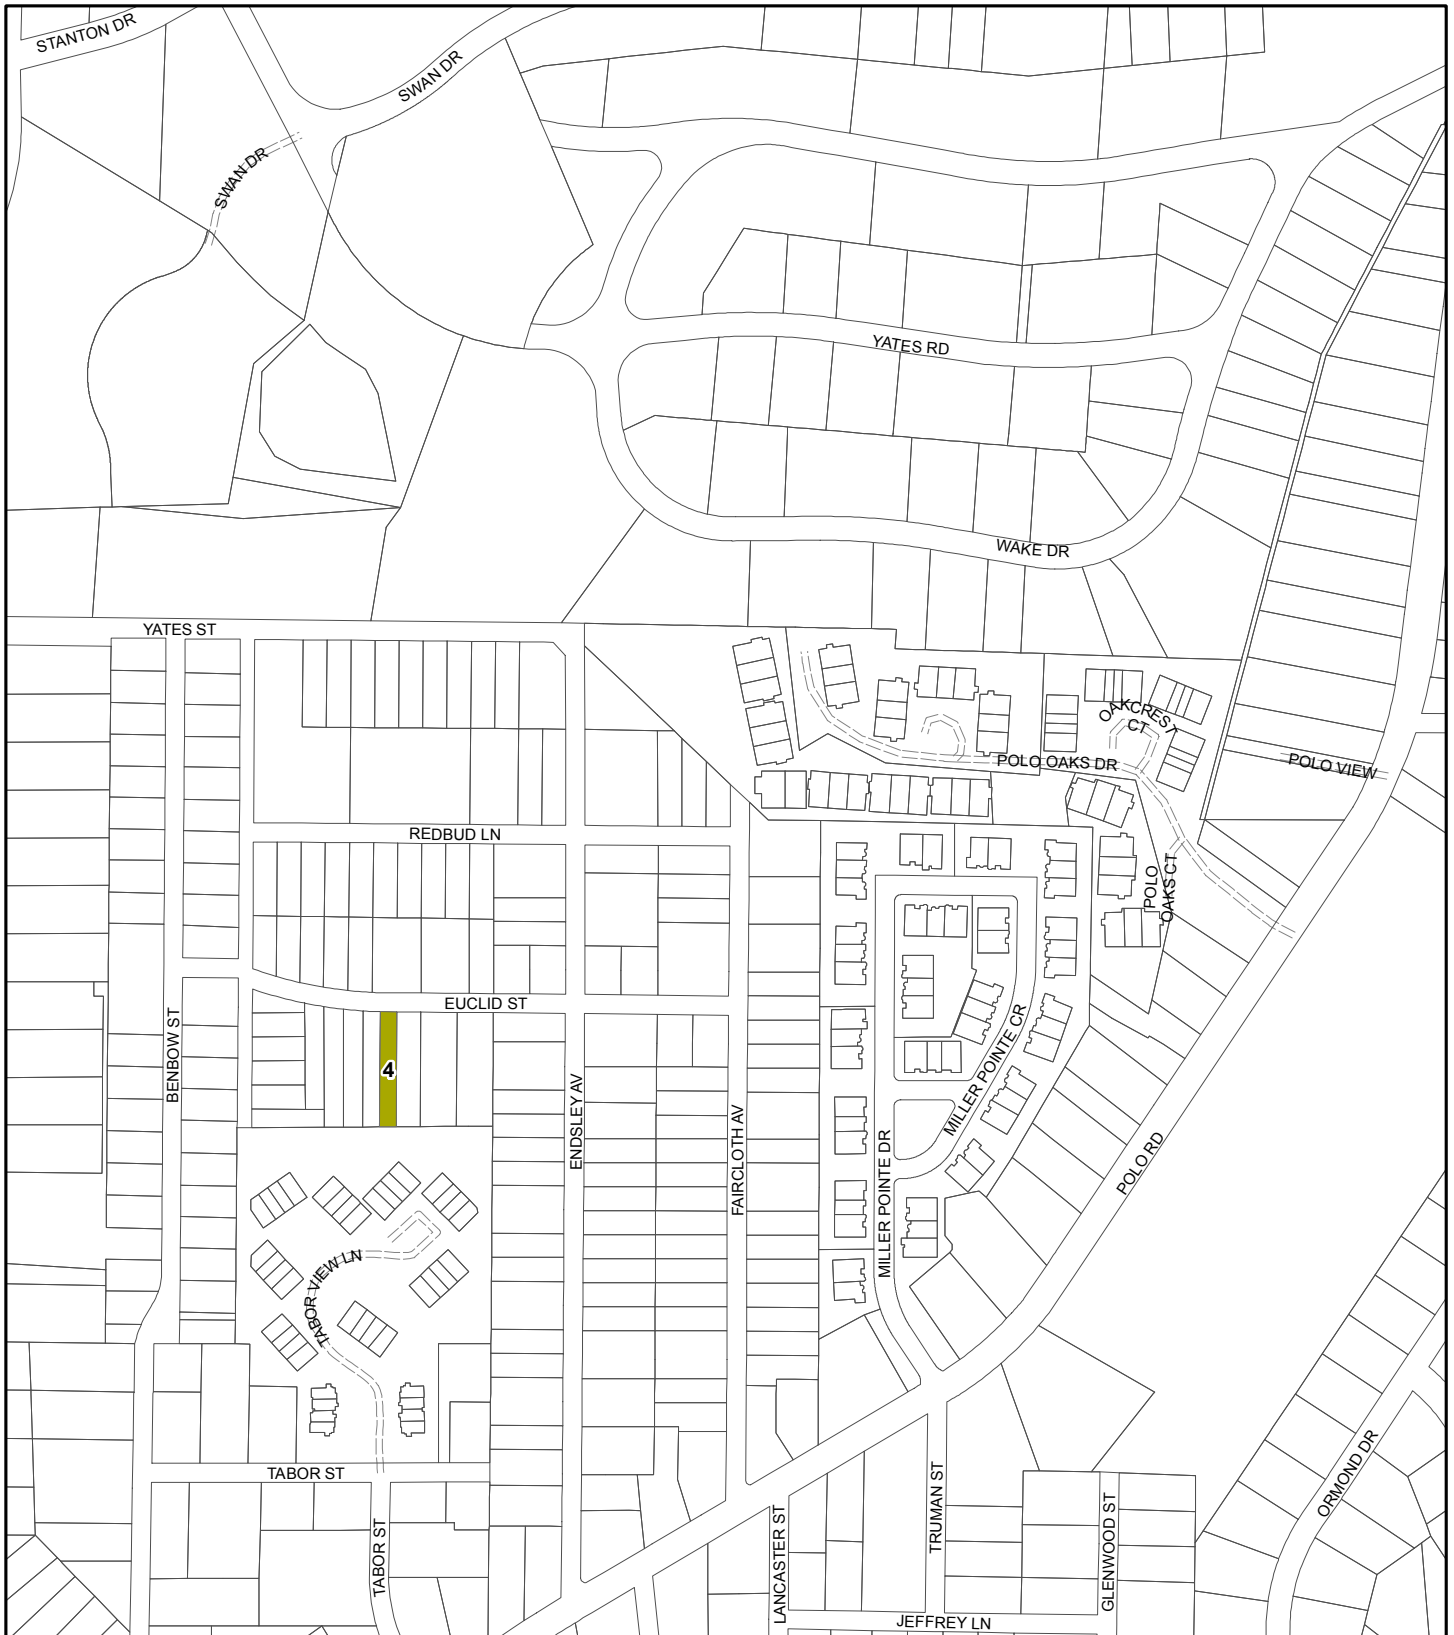 STANTON DR
SWAN DR
SWAN DR
YATES RD
WAKE DR
YATES ST
OAKCREST
CT
POLO OAKS DR
POLO VIEW
REDBUD LN
POLO
OAKS CT
EUCLID ST
BENBOW ST
4
ENDSLEY AV
FAIRCLOTH AV
MILLER POINTE CR
MILLER POINTE DR
POLO RD
TABOR VIEW LN
TABOR ST
TABOR ST
LANCASTER ST
TRUMAN ST
GLENWOOD ST
ORMOND DR
JEFFREY LN